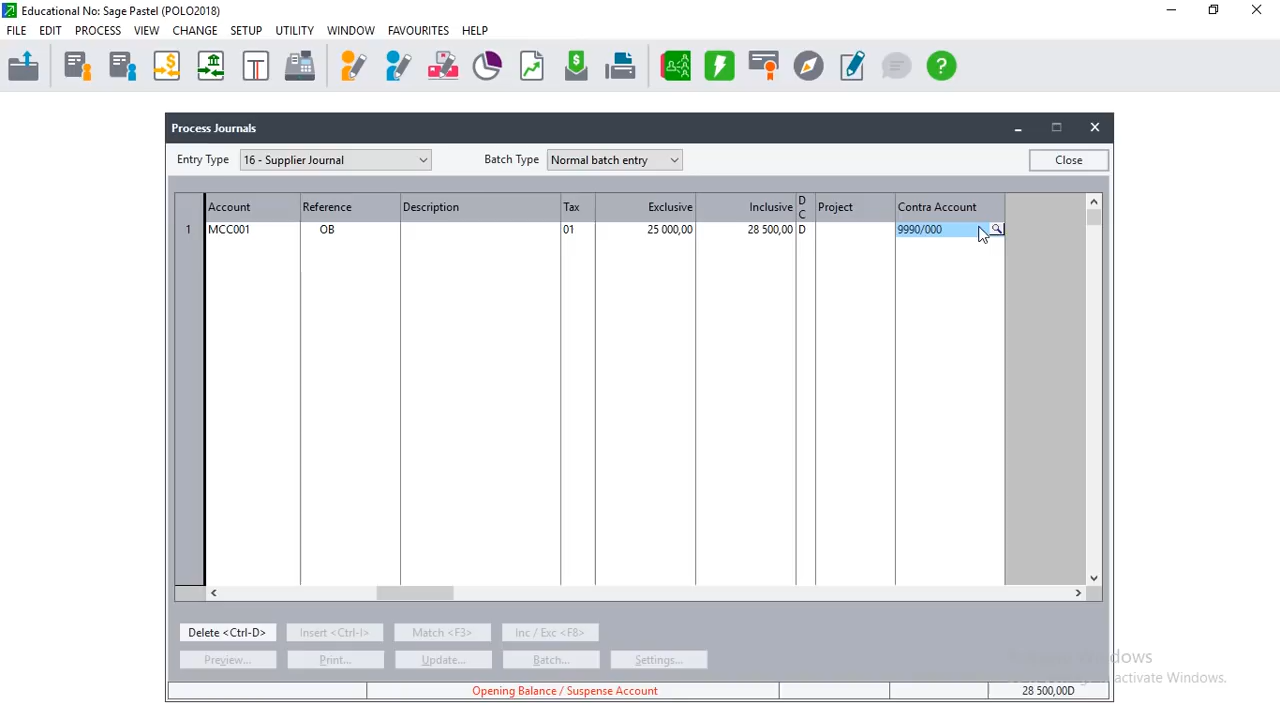 Educational No: Sage Pastel (POLO2018)
FILE EDIT PROCESS VIEW CHANGE SETUP UTILITY WINDOW FAVOURITES HELP
Process Journals
Entry Type 16 - Supplier Journal Batch Type Normal batch entry Close
Account Reference Description Tax Exclusive Inclusive D C Project Contra Account
1 MCC001 OB 01 25 000,00 28 500,00 D 9990/000
Delete <Ctrl-D> Insert <Ctrl-I> Match <F3> Inc / Exc <F8>
Preview... Print... Update... Batch... Settings...
Opening Balance / Suspense Account 28 500,00D
activate Windows.